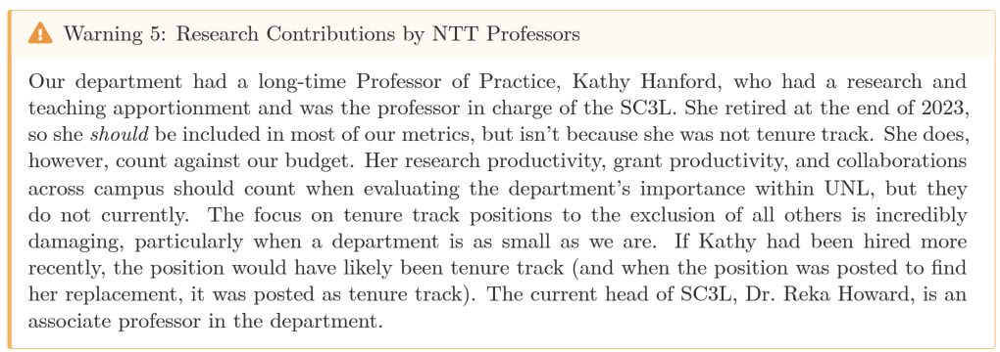 Warning 5: Research Contributions by NTT Professors
Our department had a long-time Professor of Practice, Kathy Hanford, who had a research and
teaching apportionment and was the professor in charge of the SC3L. She retired at the end of 2023,
so she should be included in most of our metrics, but isn't because she was not tenure track. She does,
however, count against our budget. Her research productivity, grant productivity, and collaborations
across campus should count when evaluating the department's importance within UNL, but they
do not currently. The focus on tenure track positions to the exclusion of all others is incredibly
damaging, particularly when a department is as small as we are. If Kathy had been hired more
recently, the position would have likely been tenure track (and when the position was posted to find
her replacement, it was posted as tenure track). The current head of SC3L, Dr. Reka Howard, is an
associate professor in the department.